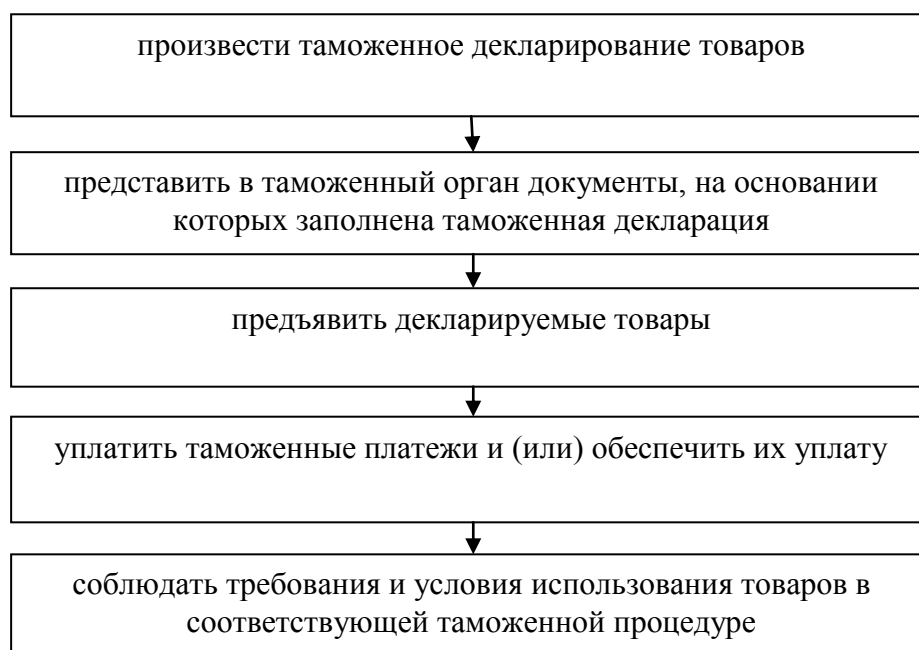 произвести таможенное декларирование товаров
представить в таможенный орган документы, на основании
которых заполнена таможенная декларация
предъявить декларируемые товары
уплатить таможенные платежи и (или) обеспечить их уплату
соблюдать требования и условия использования товаров в
соответствующей таможенной процедуре